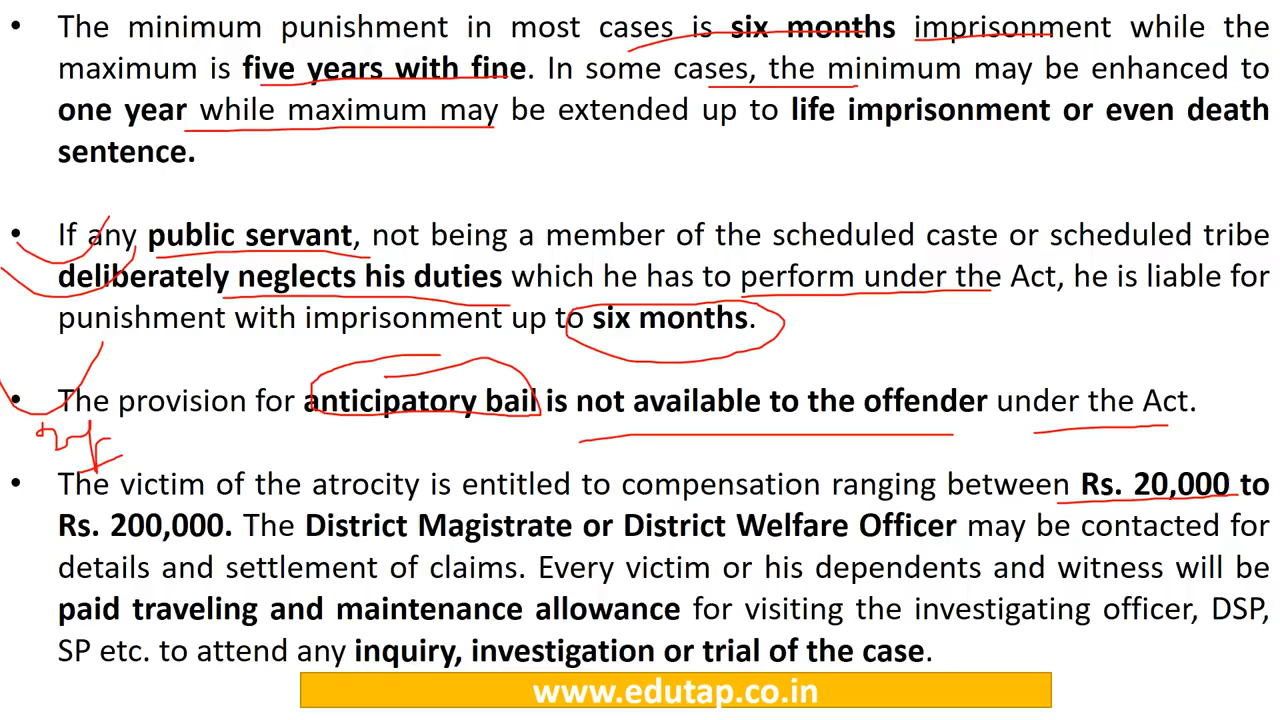 • The minimum punishment in most cases is six months imprisonment while the
maximum is five years with fine. In some cases, the minimum may be enhanced to
one year while maximum may be extended up to life imprisonment or even death
sentence.
• If any public servant, not being a member of the scheduled caste or scheduled tribe
deliberately neglects his duties which he has to perform under the Act, he is liable for
punishment with imprisonment up to six months.
• The provision for anticipatory bail is not available to the offender under the Act.
• The victim of the atrocity is entitled to compensation ranging between Rs. 20,000 to
Rs. 200,000. The District Magistrate or District Welfare Officer may be contacted for
details and settlement of claims. Every victim or his dependents and witness will be
paid traveling and maintenance allowance for visiting the investigating officer, DSP,
SP etc. to attend any inquiry, investigation or trial of the case.
www.edutap.co.in